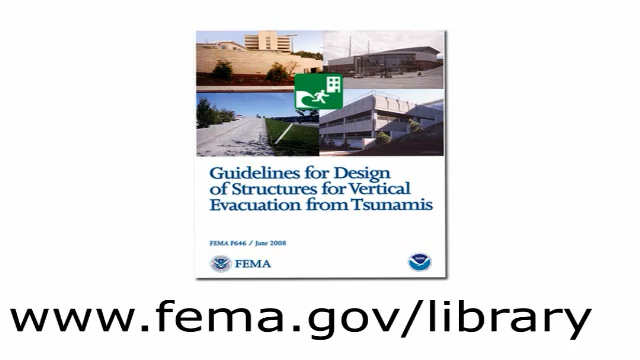 Guidelines for Design
of Structures for Vertical
Evacuation from Tsunamis
FEMA P646 / June 2008
FEMA
www.fema.gov/library